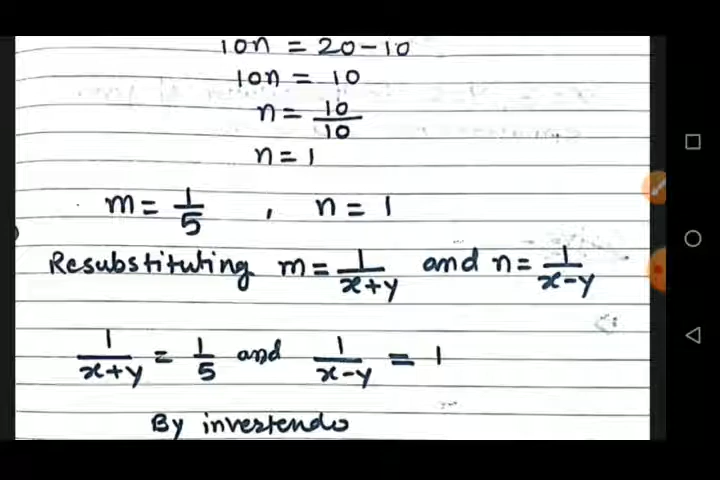 10n = 20 - 10
10n = 10
n = 10/10
n = 1
m = 1/5 , n = 1
Resubstituting m = 1/x+y and n = 1/x-y
1/x+y = 1/5 and 1/x-y = 1
By invertendo